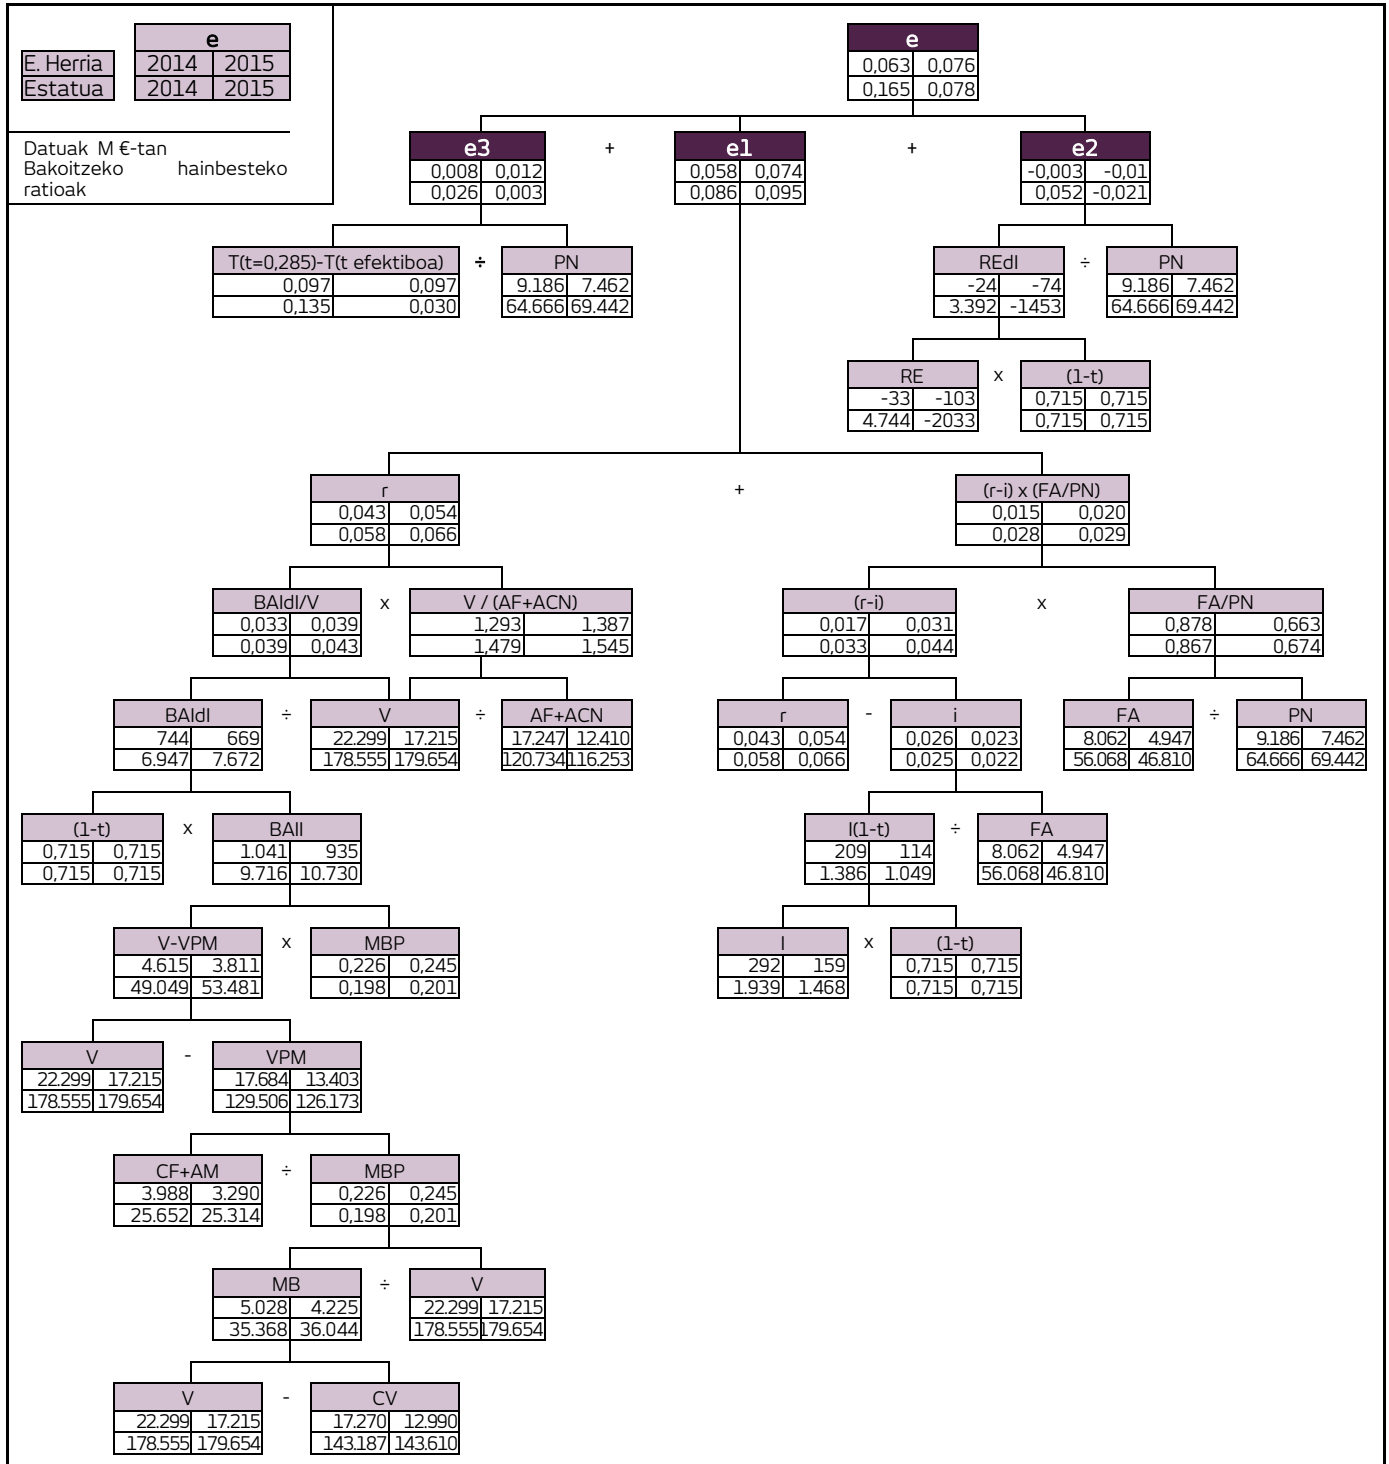 e
E. Herria 2014 2015
Estatua 2014 2015
Datuak M €-tan
Bakoitzeko hainbesteko
ratioak
e
0,063 0,076
0,165 0,078
e3 + e1 + e2
0,008 0,012 0,058 0,074 -0,003 -0,01
0,026 0,003 0,086 0,095 0,052 -0,021
T(t=0,285)-T(t efektiboa) ÷ PN REdI ÷ PN
0,097 0,097 9.186 7.462 -24 -74 9.186 7.462
0,135 0,030 64.666 69.442 3.392 -1453 64.666 69.442
RE x (1-t)
-33 -103 0,715 0,715
4.744 -2033 0,715 0,715
r + (r-i) x (FA/PN)
0,043 0,054 0,015 0,020
0,058 0,066 0,028 0,029
BAIdI/V x V / (AF+ACN) (r-i) x FA/PN
0,033 0,039 1,293 1,387 0,017 0,031 0,878 0,663
0,039 0,043 1,479 1,545 0,033 0,044 0,867 0,674
BAIdI ÷ V ÷ AF+ACN r - i FA ÷ PN
744 669 22.299 17.215 17.247 12.410 0,043 0,054 0,026 0,023 8.062 4.947 9.186 7.462
6.947 7.672 178.555 179.654 120.734 116.253 0,058 0,066 0,025 0,022 56.068 46.810 64.666 69.442
(1-t) x BAII I(1-t) ÷ FA
0,715 0,715 1.041 935 209 114 8.062 4.947
0,715 0,715 9.716 10.730 1.386 1.049 56.068 46.810
V-VPM x MBP I x (1-t)
4.615 3.811 0,226 0,245 292 159 0,715 0,715
49.049 53.481 0,198 0,201 1.939 1.468 0,715 0,715
V - VPM
22.299 17.215 17.684 13.403
178.555 179.654 129.506 126.173
CF+AM ÷ MBP
3.988 3.290 0,226 0,245
25.652 25.314 0,198 0,201
MB ÷ V
5.028 4.225 22.299 17.215
35.368 36.044 178.555 179.654
V - CV
22.299 17.215 17.270 12.990
178.555 179.654 143.187 143.610